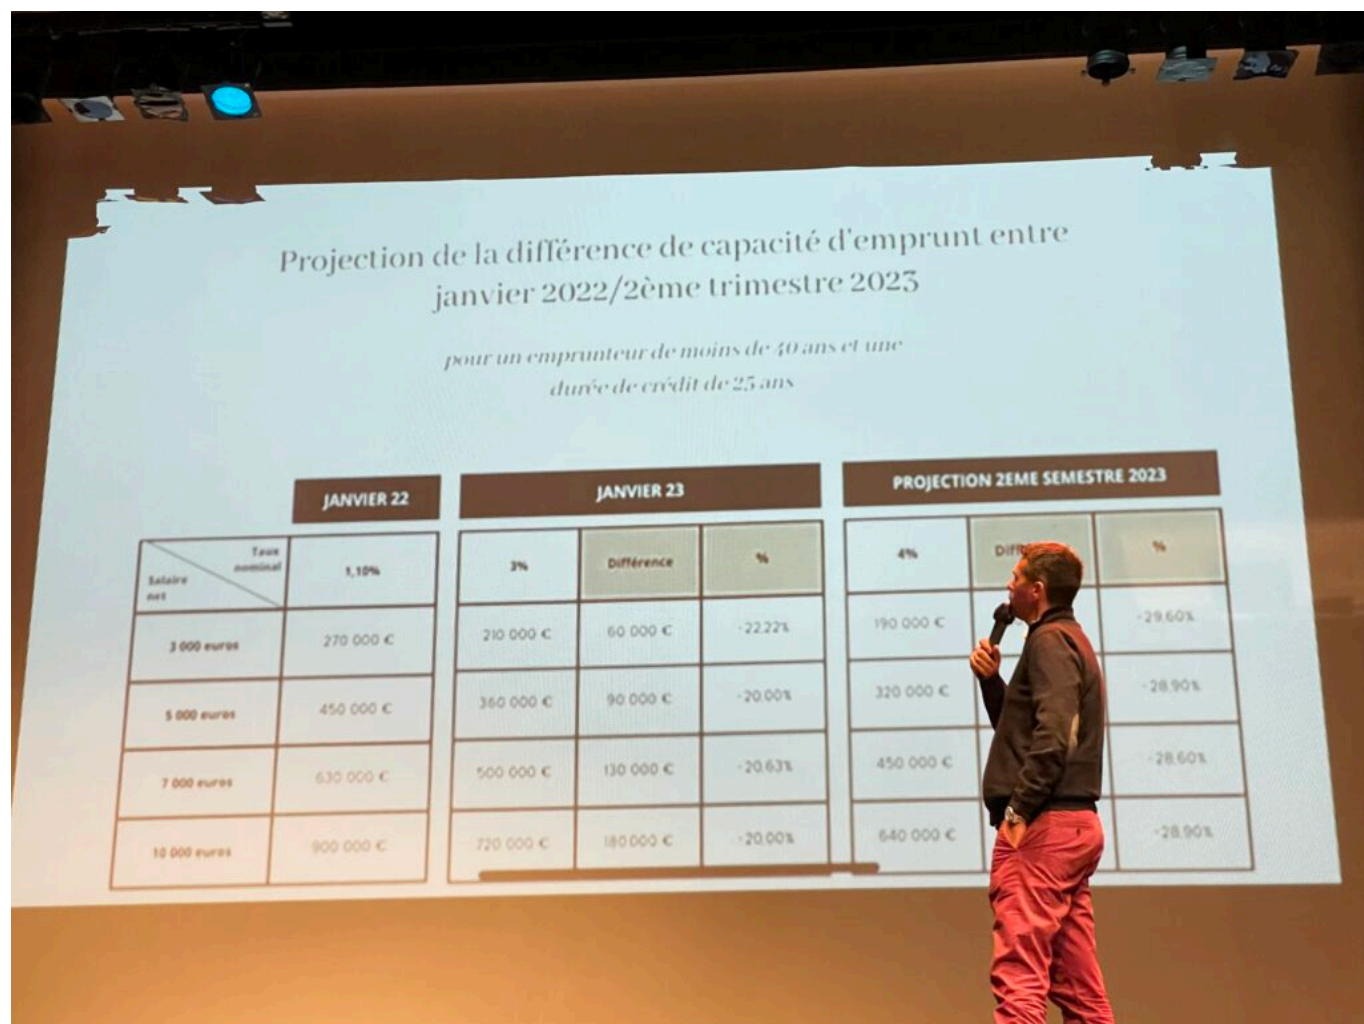 Projection de la différence de capacité d'emprunt entre
janvier 2022/2ème trimestre 2023
pour un emprunteur de moins de 40 ans et une
durée de crédit de 25 ans
JANVIER 22 JANVIER 23 PROJECTION 2EME SEMESTRE 2023
Taux
nominal
Salaire
net
1,10% 3% Différence % 4% %
3 000 euros 270 000 € 210 000 € 60 000 € -22.22% 190 000 € -29.60%
5 000 euros 450 000 € 360 000 € 90 000 € -20.00% 320 000 € -28.90%
7 000 euros 630 000 € 500 000 € 130 000 € -20.63% 450 000 € -28.60%
10 000 euros 900 000 € 720 000 € 180 000 € -20.00% 640 000 € -28.90%